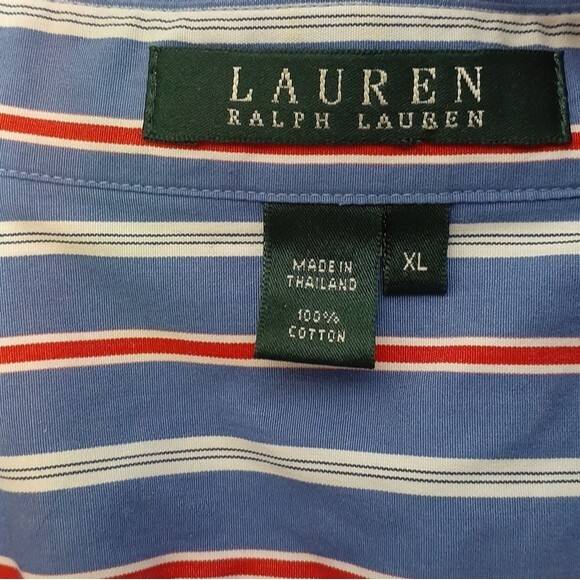 LAUREN
RALPH LAUREN
MADE IN
THAILAND
100%
COTTON
XL